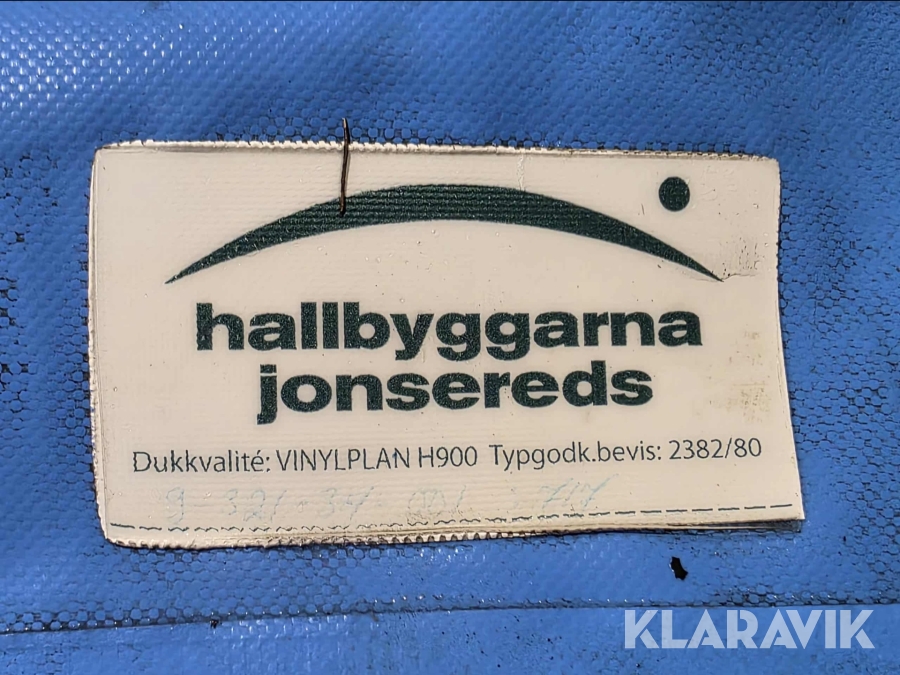 hallbyggarna
jonsereds
Dukkvalité: VINYLPLAN H900 Typgodk.bevis: 2382/80
KLARAVIK